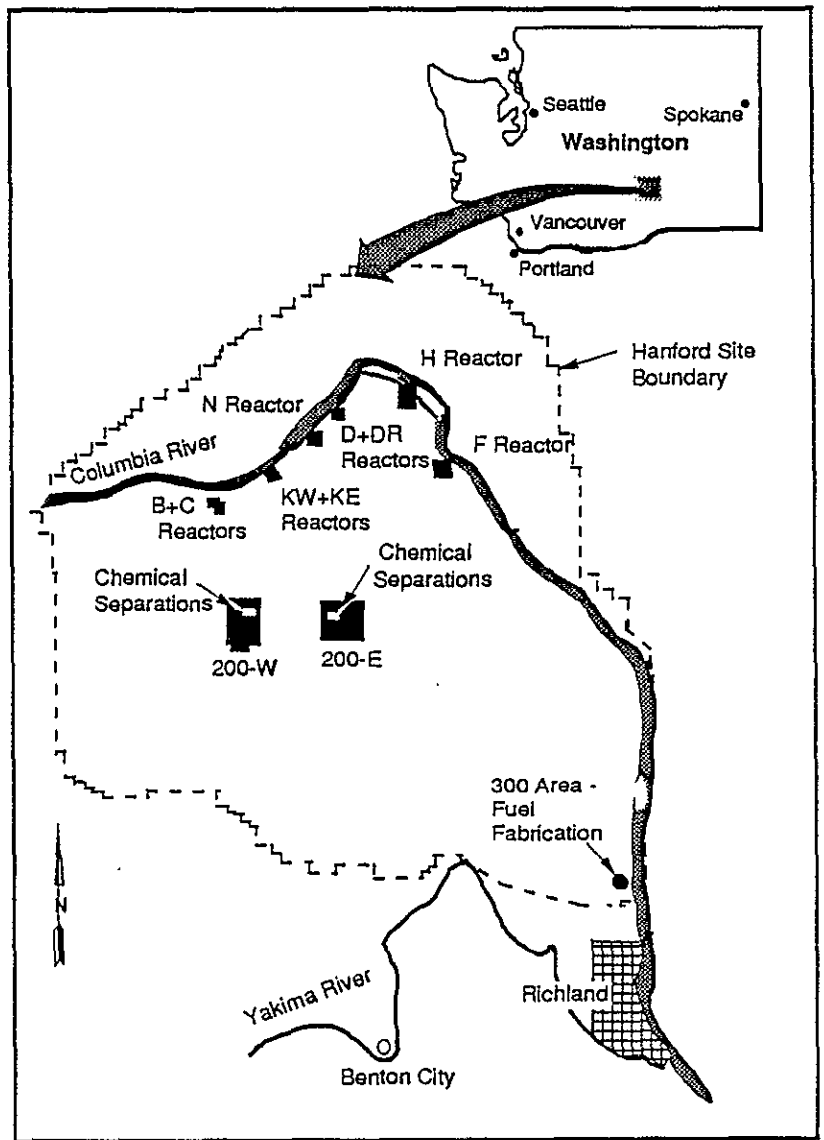 Seattle
Spokane
Washington
Vancouver
Portland
H Reactor
Hanford Site
Boundary
N Reactor
D+DR
Reactors
F Reactor
Columbia River
B+C
Reactors
KW+KE
Reactors
Chemical
Separations
Chemical
Separations
200-W
200-E
300 Area -
Fuel
Fabrication
N
Richland
Yakima River
Benton City